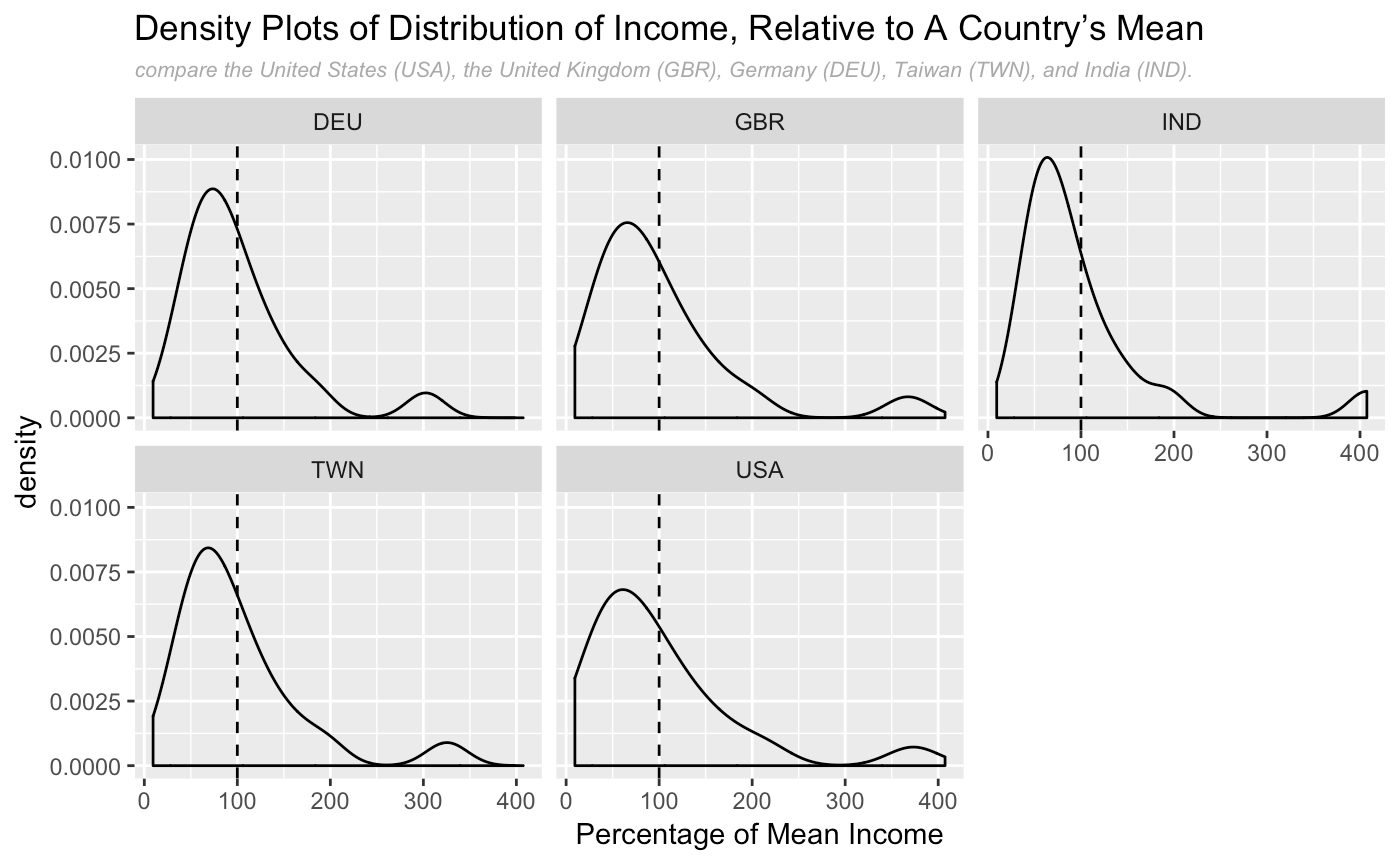 Density Plots of Distribution of Income, Relative to A Country’s Mean
compare the United States (USA), the United Kingdom (GBR), Germany (DEU), Taiwan (TWN), and India (IND).
DEU
GBR
IND
0.0100
0.0075
0.0050
0.0025
0.0000
0 100 200 300 400
density
TWN
USA
0.0100
0.0075
0.0050
0.0025
0.0000
0 100 200 300 400
0 100 200 300 400
Percentage of Mean Income